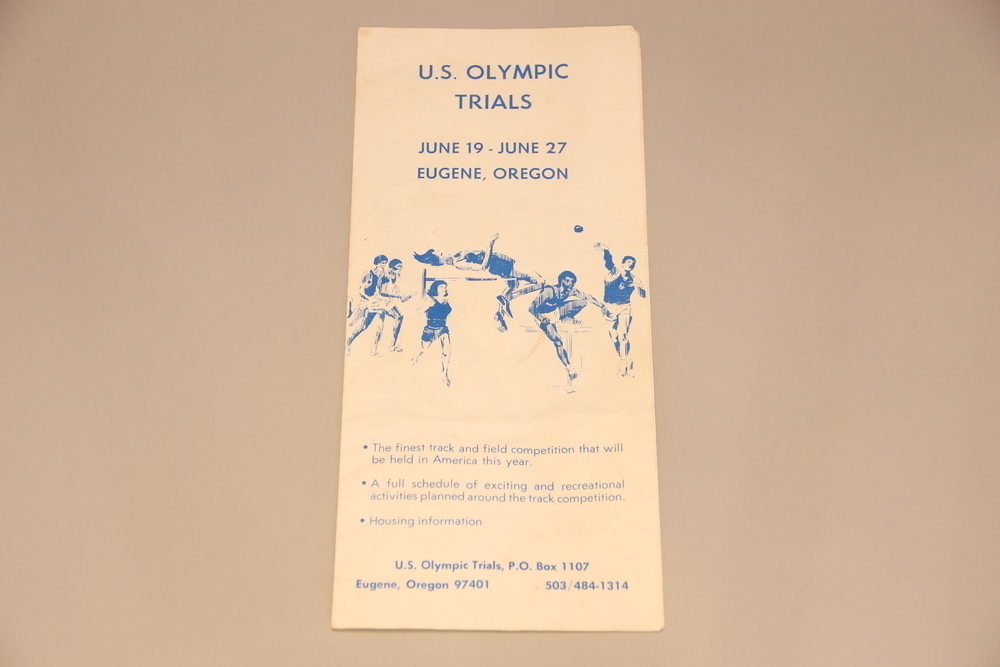 U.S. OLYMPIC
TRIALS
JUNE 19 - JUNE 27
EUGENE, OREGON
• The finest track and field competition that will
be held in America this year.
• A full schedule of exciting and recreational
activities planned around the track competition.
• Housing information
U.S. Olympic Trials, P.O. Box 1107
Eugene, Oregon 97401 503/484-1314